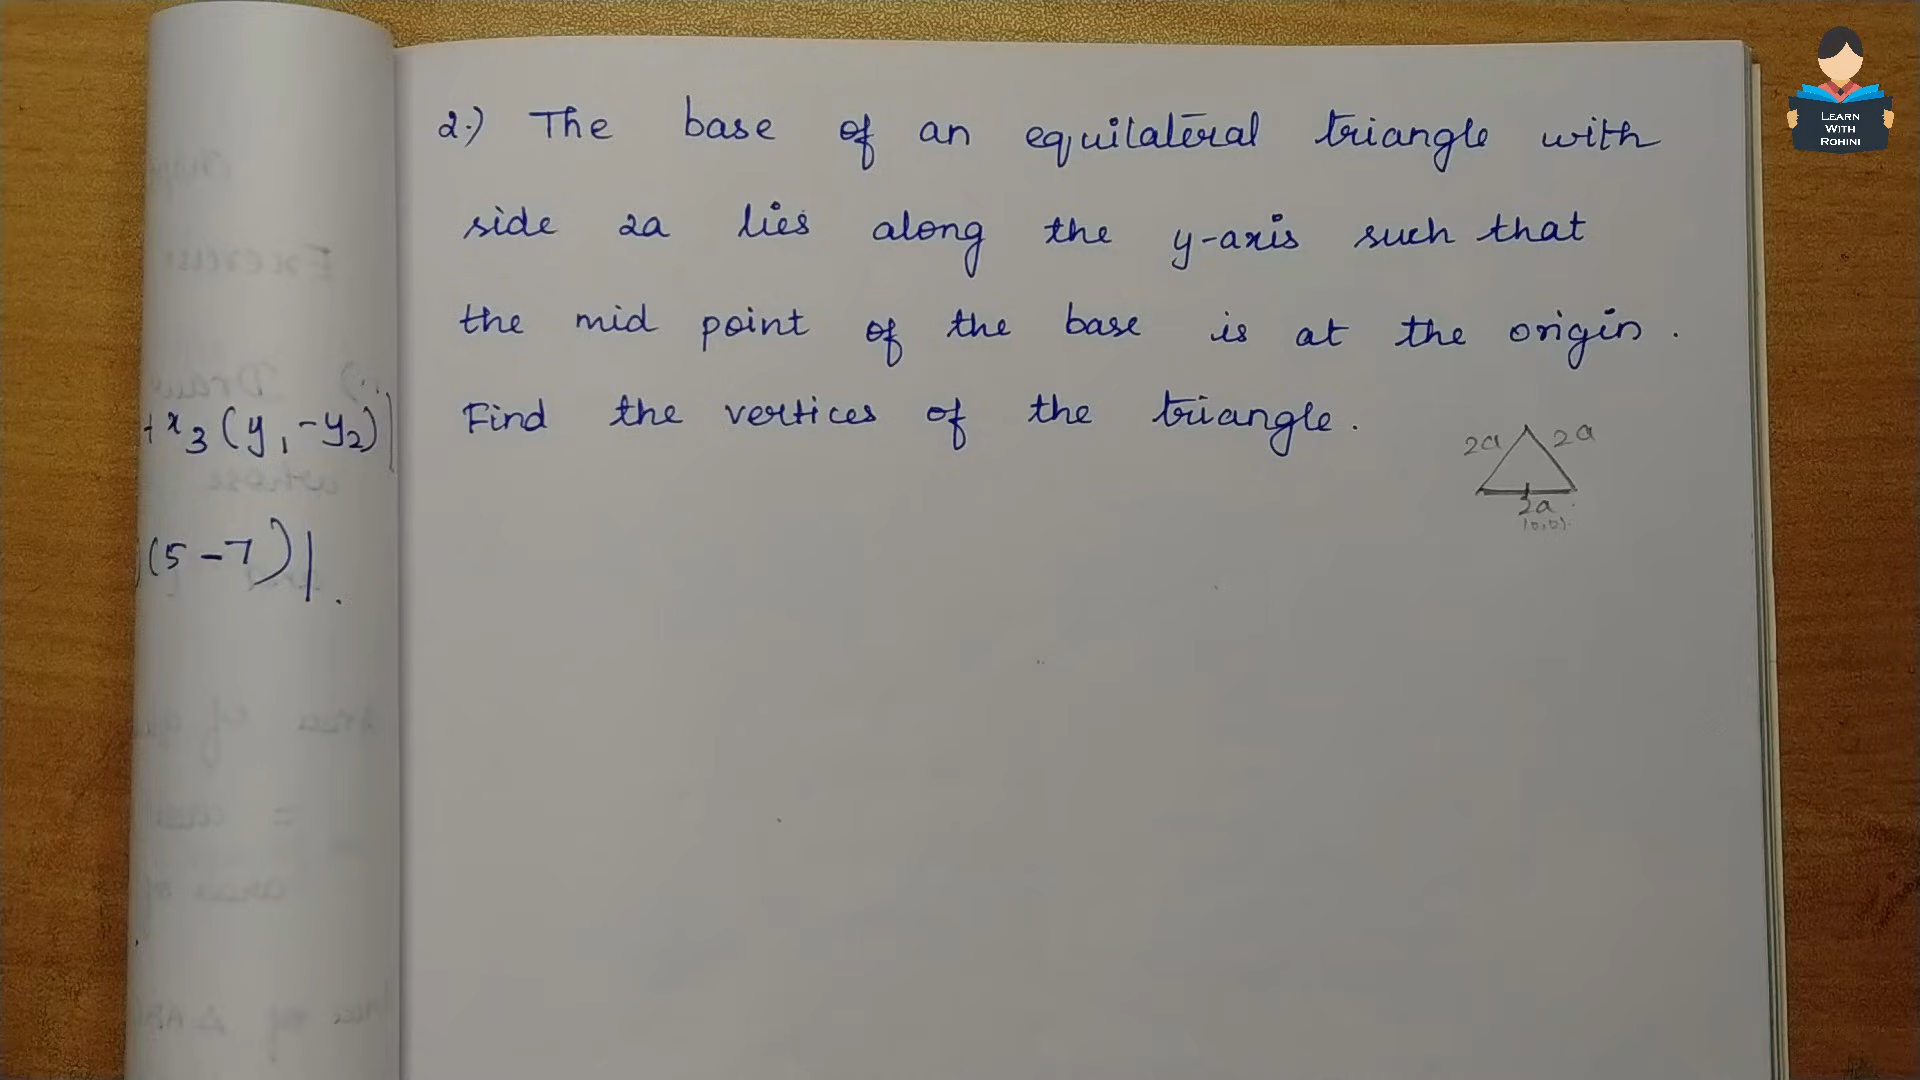 2.) The base of an equilateral triangle with
side 2a lies along the y-axis such that
the mid point of the base is at the origin.
Find the vertices of the triangle.
2a 2a
2a
(0,0).
+x₃(y₁-y₂)|
(5-7)|.
LEARN
WITH
ROHINI